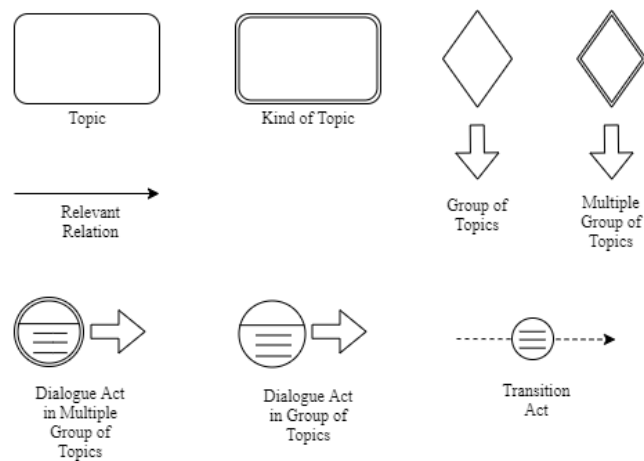 Topic
Kind of Topic
Group of
Topics
Multiple
Group of
Topics
Relevant
Relation
Dialogue Act
in Multiple
Group of
Topics
Dialogue Act
in Group of
Topics
Transition
Act